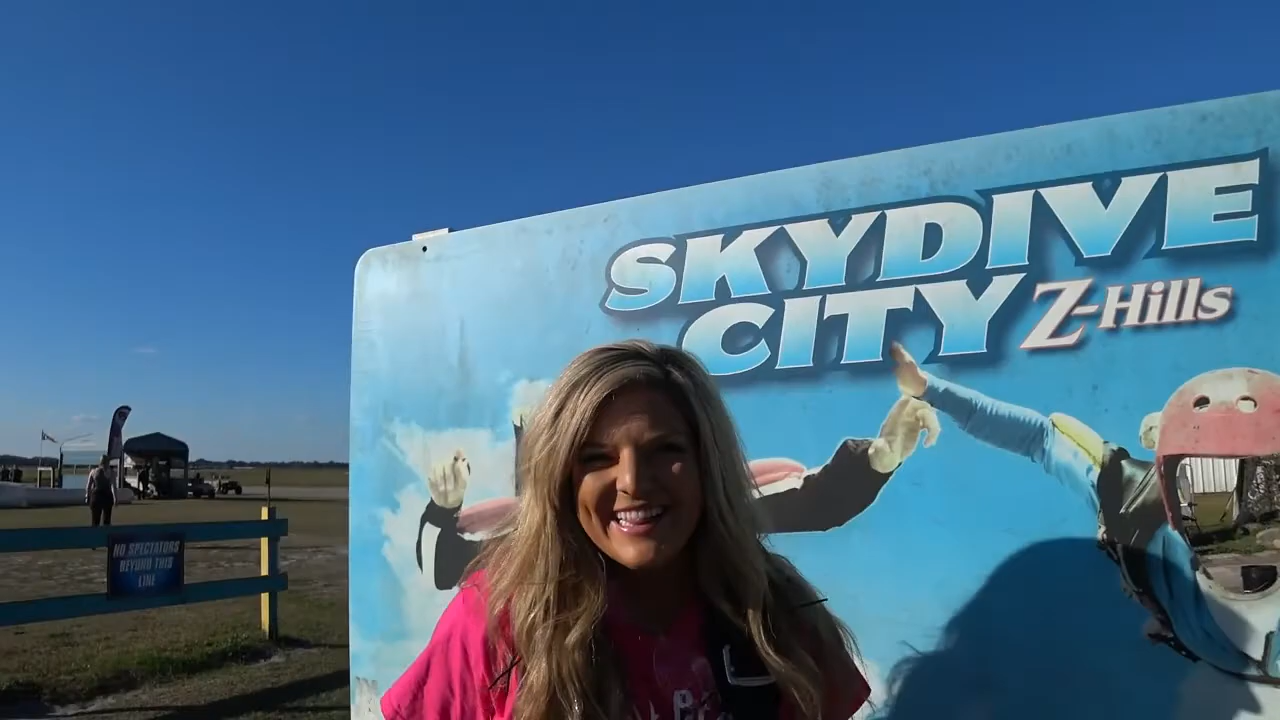 SKYDIVE
CITY Z-Hills
NO SPECTATORS
BEYOND THIS
LINE